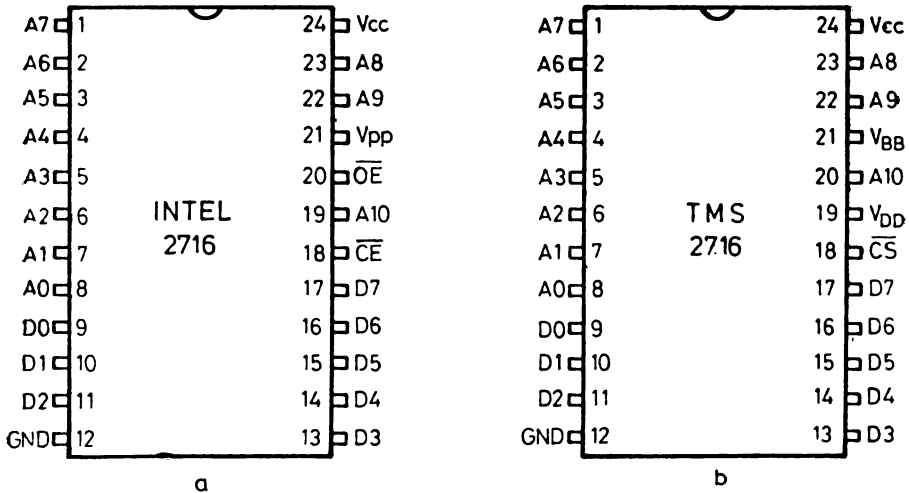 A7 1 24 Vcc
A6 2 23 A8
A5 3 22 A9
A4 4 21 Vpp
A3 5 20 OE
A2 6 19 A10
A1 7 18 CE
A0 8 17 D7
D0 9 16 D6
D1 10 15 D5
D2 11 14 D4
GND 12 13 D3
INTEL
2716
a
A7 1 24 Vcc
A6 2 23 A8
A5 3 22 A9
A4 4 21 VBB
A3 5 20 A10
A2 6 19 VDD
A1 7 18 CS
A0 8 17 D7
D0 9 16 D6
D1 10 15 D5
D2 11 14 D4
GND 12 13 D3
TMS
2716
b